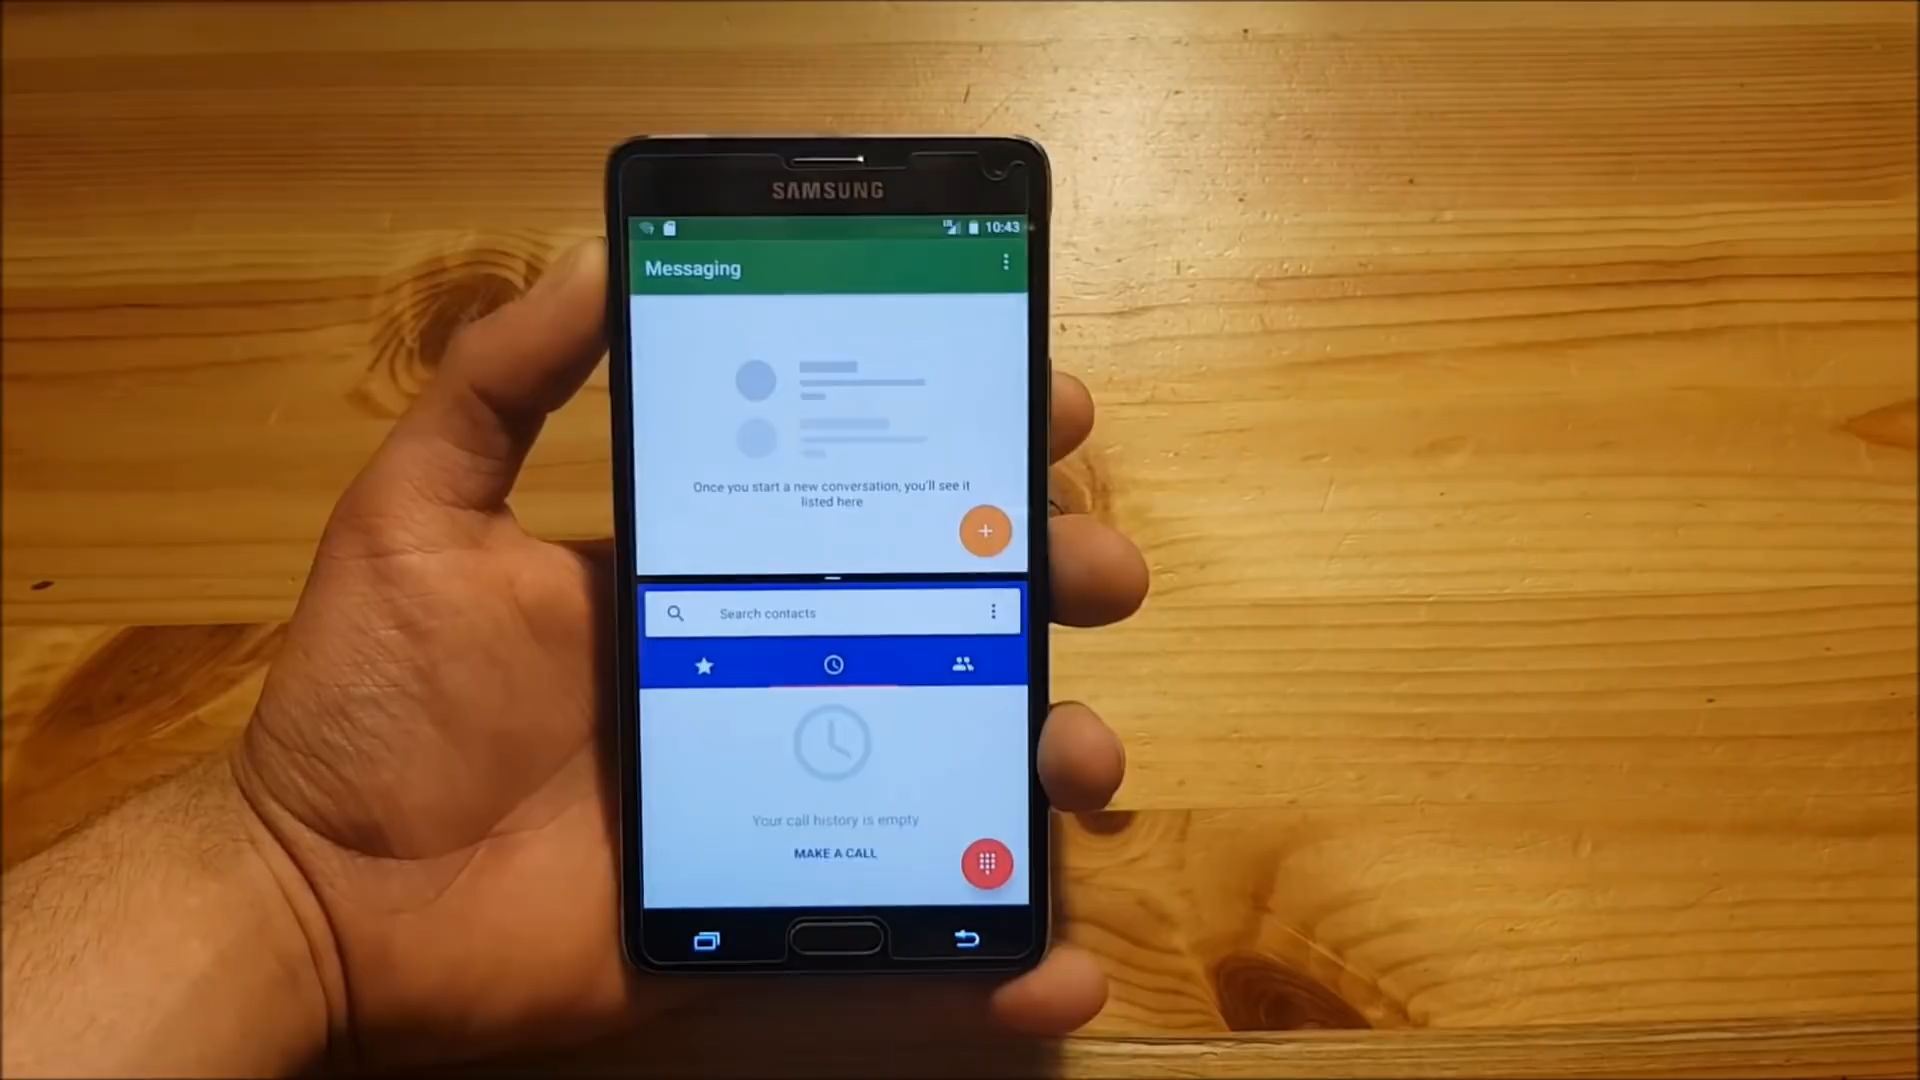 SAMSUNG
10:43
Messaging
Once you start a new conversation, you'll see it
listed here
Search contacts
Your call history is empty
MAKE A CALL